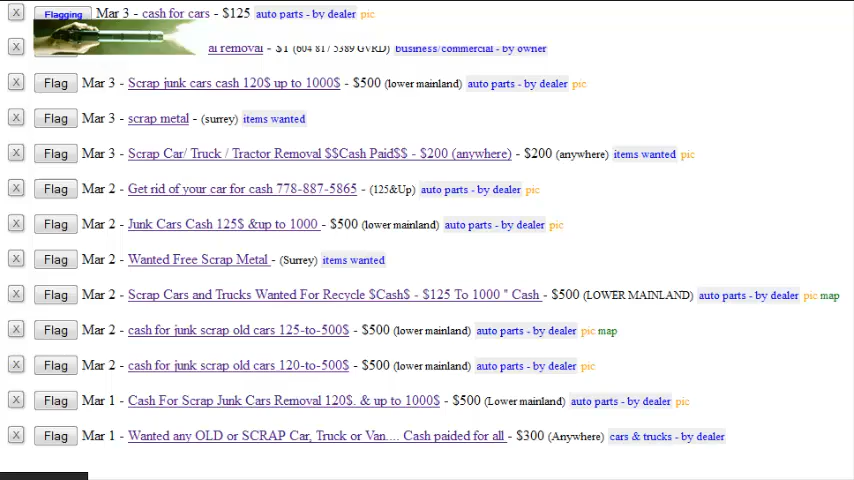 X Flagging Mar 3 - cash for cars - $125 auto parts - by dealer pic
X al removal - $1 (604 817 5389 GVRD) business/commercial - by owner
X Flag Mar 3 - Scrap junk cars cash 120$ up to 1000$ - $500 (lower mainland) auto parts - by dealer pic
X Flag Mar 3 - scrap metal - (surrey) items wanted
X Flag Mar 3 - Scrap Car/ Truck / Tractor Removal $$Cash Paid$$ - $200 (anywhere) - $200 (anywhere) items wanted pic
X Flag Mar 2 - Get rid of your car for cash 778-887-5865 - (125&Up) auto parts - by dealer pic
X Flag Mar 2 - Junk Cars Cash 125$ &up to 1000 - $500 (lower mainland) auto parts - by dealer pic
X Flag Mar 2 - Wanted Free Scrap Metal - (Surrey) items wanted
X Flag Mar 2 - Scrap Cars and Trucks Wanted For Recycle $Cash$ - $125 To 1000 " Cash - $500 (LOWER MAINLAND) auto parts - by dealer pic map
X Flag Mar 2 - cash for junk scrap old cars 125-to-500$ - $500 (lower mainland) auto parts - by dealer pic map
X Flag Mar 2 - cash for junk scrap old cars 120-to-500$ - $500 (lower mainland) auto parts - by dealer pic
X Flag Mar 1 - Cash For Scrap Junk Cars Removal 120$. & up to 1000$ - $500 (Lower mainland) auto parts - by dealer pic
X Flag Mar 1 - Wanted any OLD or SCRAP Car, Truck or Van.... Cash paided for all - $300 (Anywhere) cars & trucks - by dealer